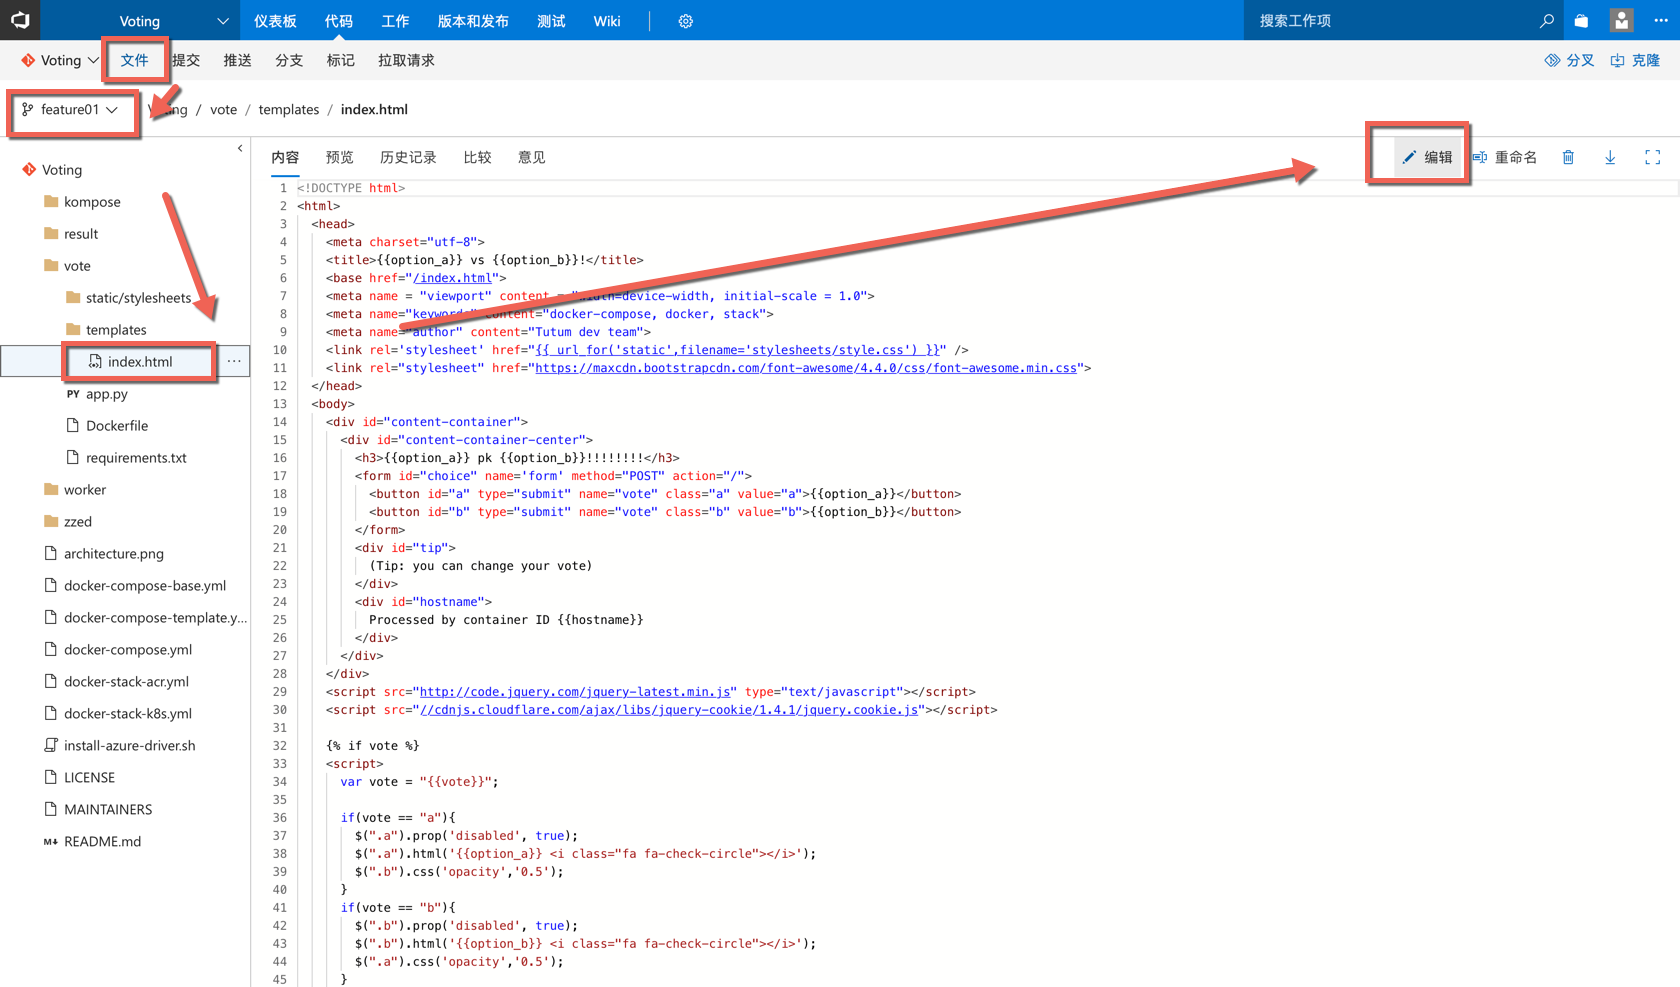 Voting 仪表板 代码 工作 版本和发布 测试 Wiki 搜索工作项
Voting 文件 提交 推送 分支 标记 拉取请求 分叉 克隆
feature01 / vote / templates / index.html
内容 预览 历史记录 比较 意见 编辑 重命名
Voting
kompose
result
vote
static/stylesheets
templates
index.html ···
PY app.py
Dockerfile
requirements.txt
worker
zzed
architecture.png
docker-compose-base.yml
docker-compose-template.y...
docker-compose.yml
docker-stack-acr.yml
docker-stack-k8s.yml
install-azure-driver.sh
LICENSE
MAINTAINERS
M↓ README.md
1 <!DOCTYPE html>
2 <html>
3 <head>
4 <meta charset="utf-8">
5 <title>{{option_a}} vs {{option_b}}!</title>
6 <base href="/index.html">
7 <meta name = "viewport" content = "width=device-width, initial-scale = 1.0">
8 <meta name="keywords" content="docker-compose, docker, stack">
9 <meta name="author" content="Tutum dev team">
10 <link rel='stylesheet' href="{{ url_for('static',filename='stylesheets/style.css') }}" />
11 <link rel="stylesheet" href="https://maxcdn.bootstrapcdn.com/font-awesome/4.4.0/css/font-awesome.min.css">
12 </head>
13 <body>
14 <div id="content-container">
15 <div id="content-container-center">
16 <h3>{{option_a}} pk {{option_b}}!!!!!!!!</h3>
17 <form id="choice" name='form' method="POST" action="/">
18 <button id="a" type="submit" name="vote" class="a" value="a">{{option_a}}</button>
19 <button id="b" type="submit" name="vote" class="b" value="b">{{option_b}}</button>
20 </form>
21 <div id="tip">
22 (Tip: you can change your vote)
23 </div>
24 <div id="hostname">
25 Processed by container ID {{hostname}}
26 </div>
27 </div>
28 </div>
29 <script src="http://code.jquery.com/jquery-latest.min.js" type="text/javascript"></script>
30 <script src="//cdnjs.cloudflare.com/ajax/libs/jquery-cookie/1.4.1/jquery.cookie.js"></script>
31
32 {% if vote %}
33 <script>
34 var vote = "{{vote}}";
35
36 if(vote == "a"){
37 $(".a").prop('disabled', true);
38 $(".a").html('{{option_a}} <i class="fa fa-check-circle"></i>');
39 $(".b").css('opacity','0.5');
40 }
41 if(vote == "b"){
42 $(".b").prop('disabled', true);
43 $(".b").html('{{option_b}} <i class="fa fa-check-circle"></i>');
44 $(".a").css('opacity','0.5');
45 }